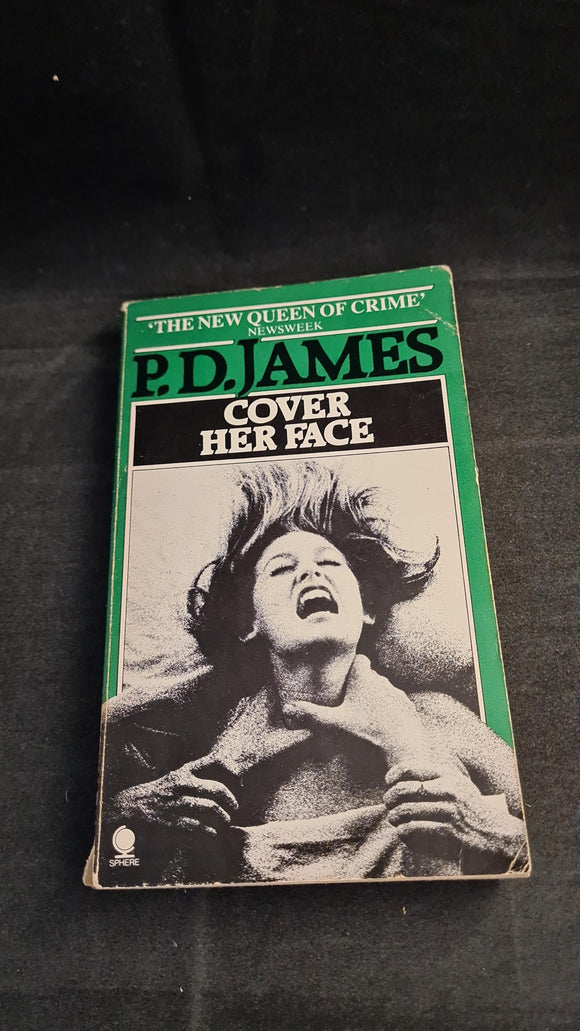 'THE NEW QUEEN OF CRIME'
NEWSWEEK
P.D.JAMES
COVER
HER FACE
SPHERE